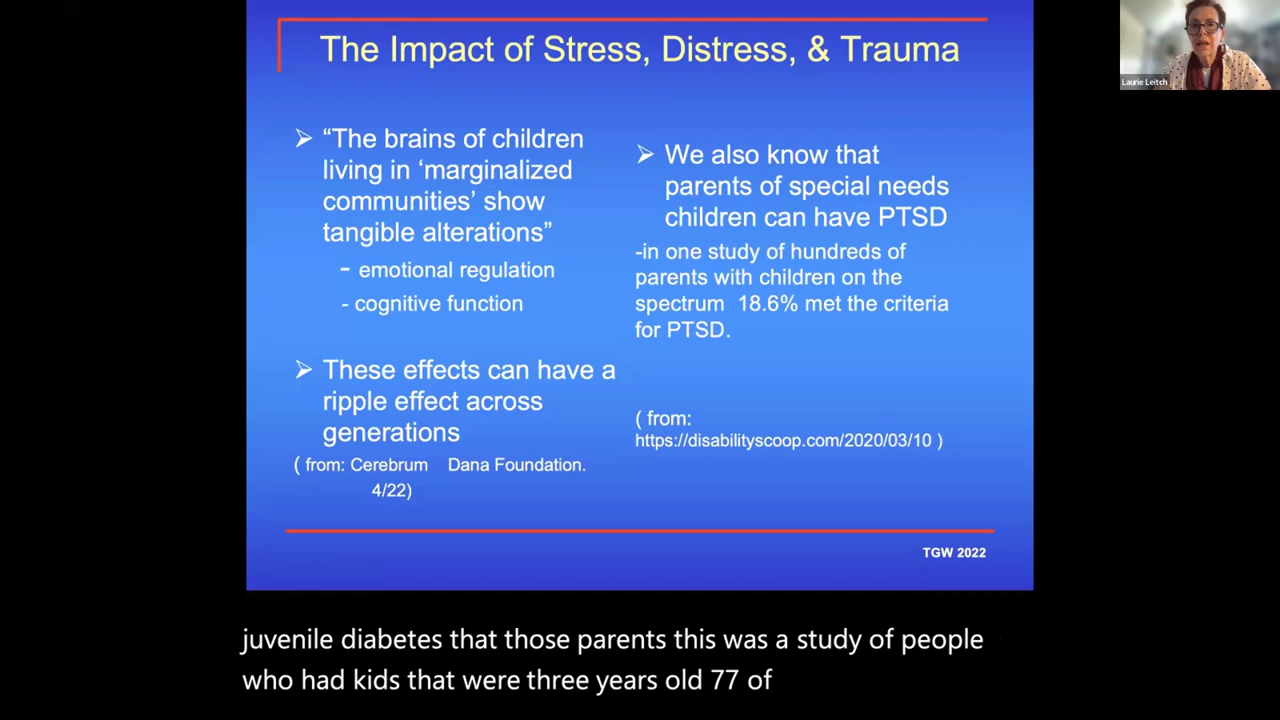 The Impact of Stress, Distress, & Trauma
Laurie Leitch
➢ “The brains of children
living in ‘marginalized
communities’ show
tangible alterations”
- emotional regulation
- cognitive function
➢ These effects can have a
ripple effect across
generations
( from: Cerebrum Dana Foundation.
4/22)
➢ We also know that
parents of special needs
children can have PTSD
-in one study of hundreds of
parents with children on the
spectrum 18.6% met the criteria
for PTSD.
( from:
https://disabilityscoop.com/2020/03/10 )
TGW 2022
juvenile diabetes that those parents this was a study of people
who had kids that were three years old 77 of